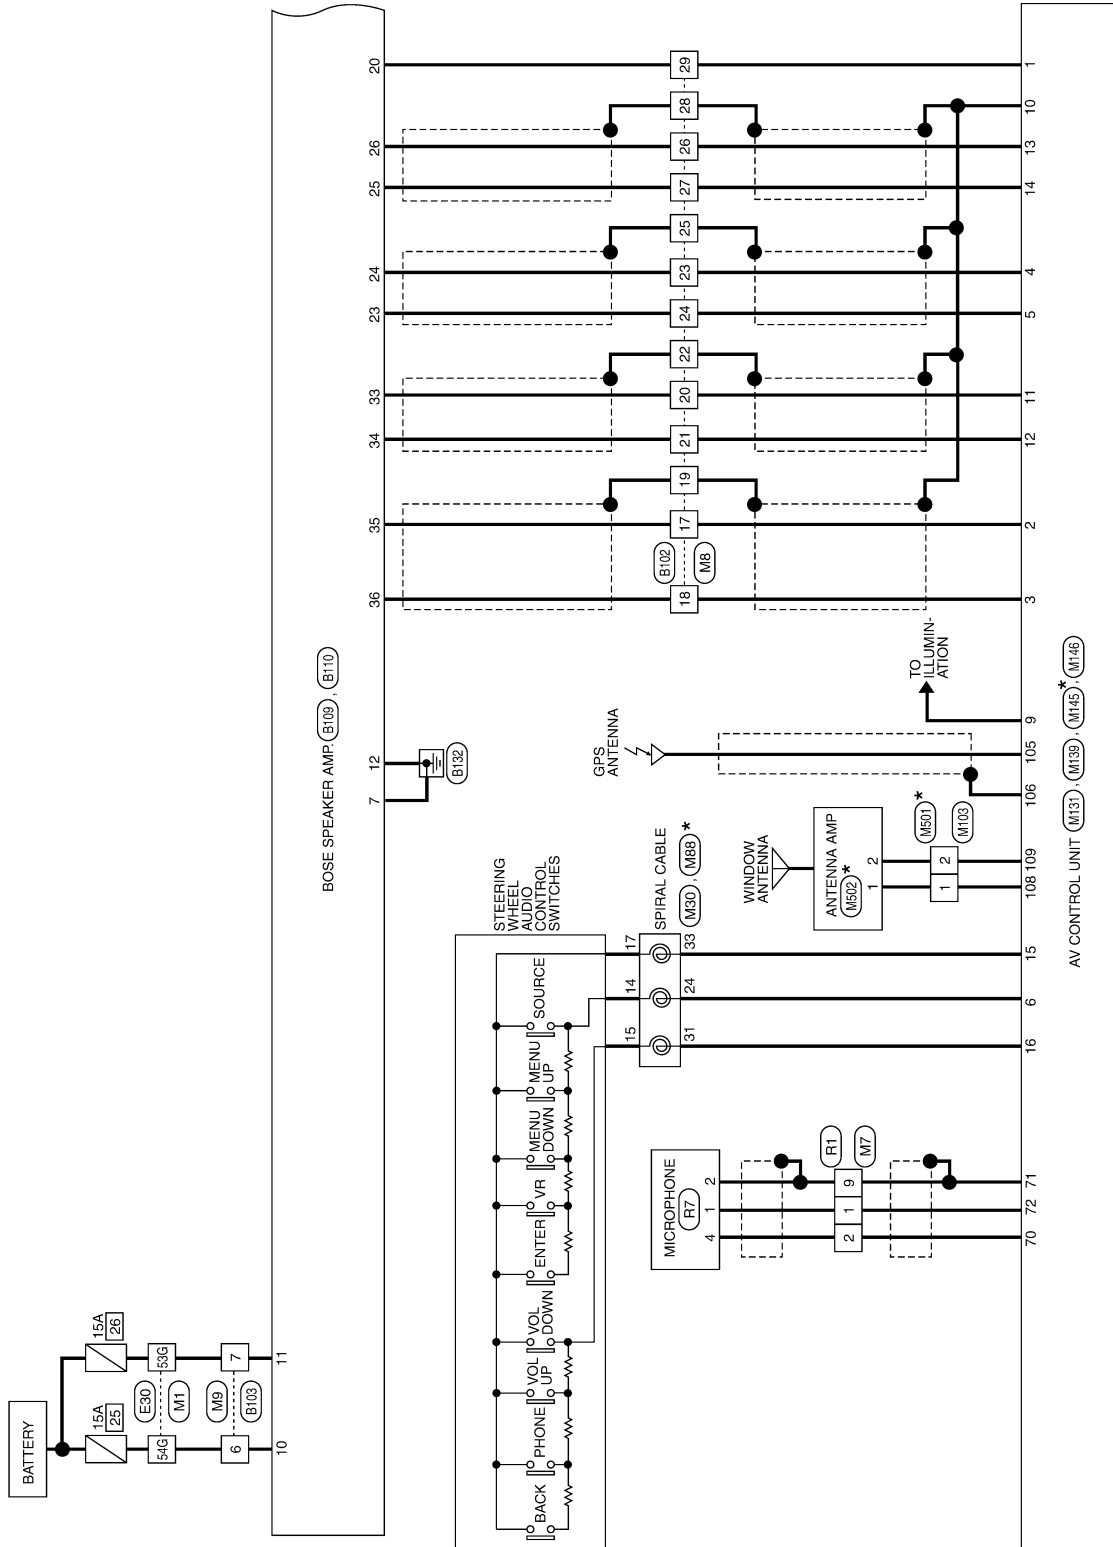 BATTERY
15A
25
15A
26
54G
53G
E30
M1
M9
B103
6
7
10
11
BOSE SPEAKER AMP. B109 , B110
7
12
B132
36
35
34
33
23
24
25
26
20
18
17
19
21
20
22
24
23
25
27
26
28
29
B102
M8
3
2
12
11
5
4
14
13
10
1
STEERING
WHEEL
AUDIO
CONTROL
SWITCHES
BACK
PHONE
VOL
UP
VOL
DOWN
ENTER
VR
MENU
DOWN
MENU
UP
SOURCE
15
14
17
SPIRAL CABLE
M30 , M88 *
31
24
33
16
6
15
MICROPHONE
R7
4
1
2
2
1
9
R1
M7
70
72
71
WINDOW
ANTENNA
ANTENNA AMP
M502 *
1
2
1
2
M501 *
M103
108
109
GPS
ANTENNA
106
105
TO
ILLUMIN-
ATION
9
AV CONTROL UNIT M131 , M139 , M145 * , M146